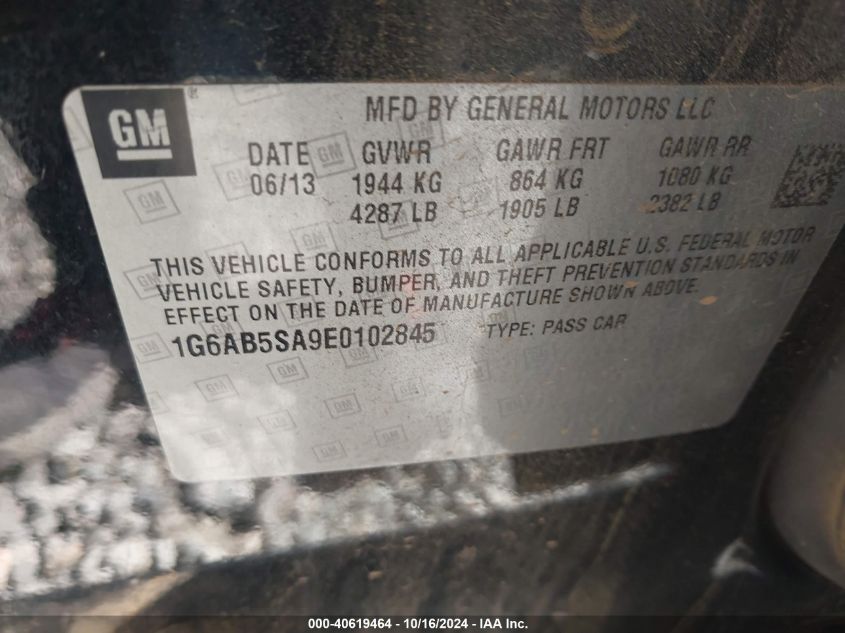 GM
MFD BY GENERAL MOTORS LLC
DATE GVWR GAWR FRT GAWR RR
06/13 1944 KG 864 KG 1080 KG
4287 LB 1905 LB 2382 LB
THIS VEHICLE CONFORMS TO ALL APPLICABLE U.S. FEDERAL MOTOR
VEHICLE SAFETY, BUMPER, AND THEFT PREVENTION STANDARDS IN
EFFECT ON THE DATE OF MANUFACTURE SHOWN ABOVE.
1G6AB5SA9E0102845 TYPE: PASS CAR
000-40619464 | 10/16/2024 | IAA Inc.